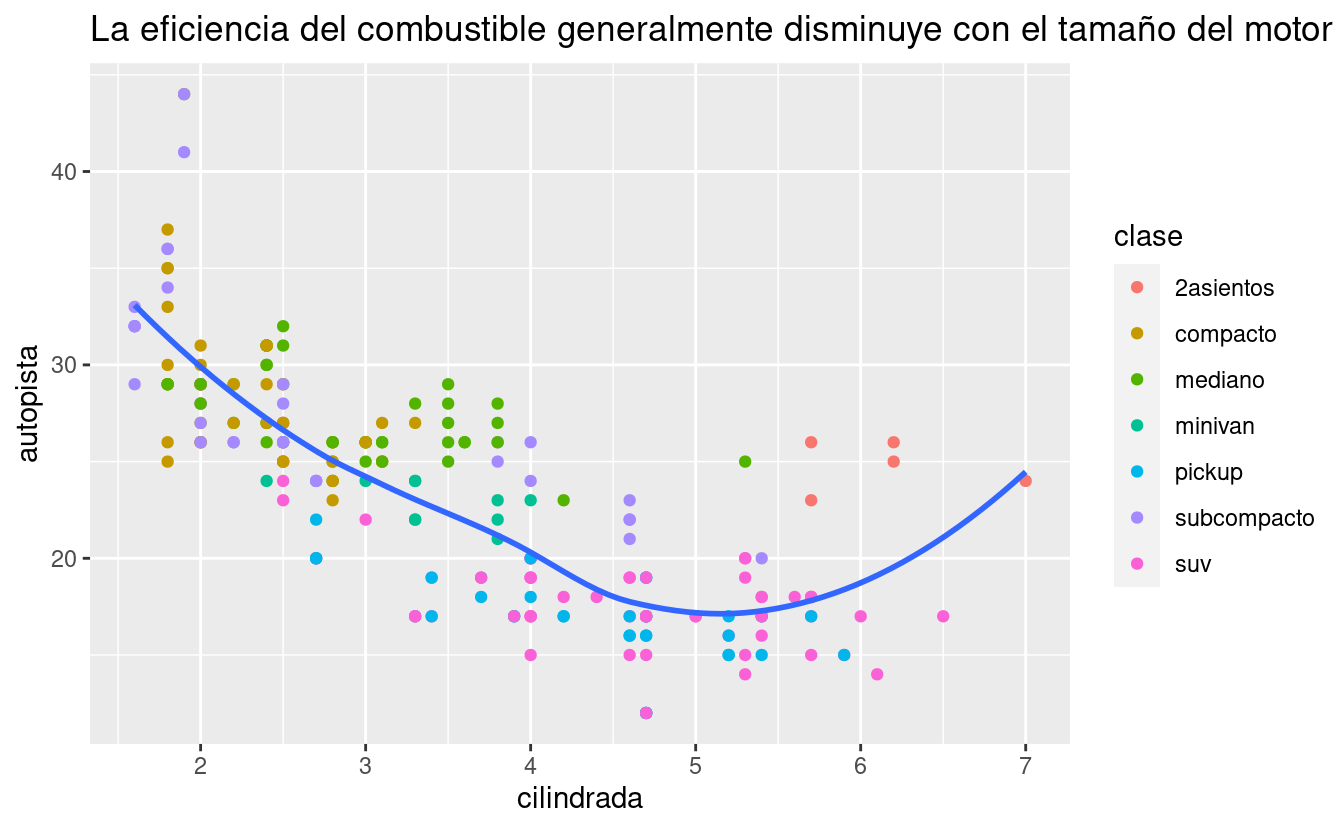 La eficiencia del combustible generalmente disminuye con el tamaño del motor
40
30
20
autopista
2 3 4 5 6 7
cilindrada
clase
2asientos
compacto
mediano
minivan
pickup
subcompacto
suv